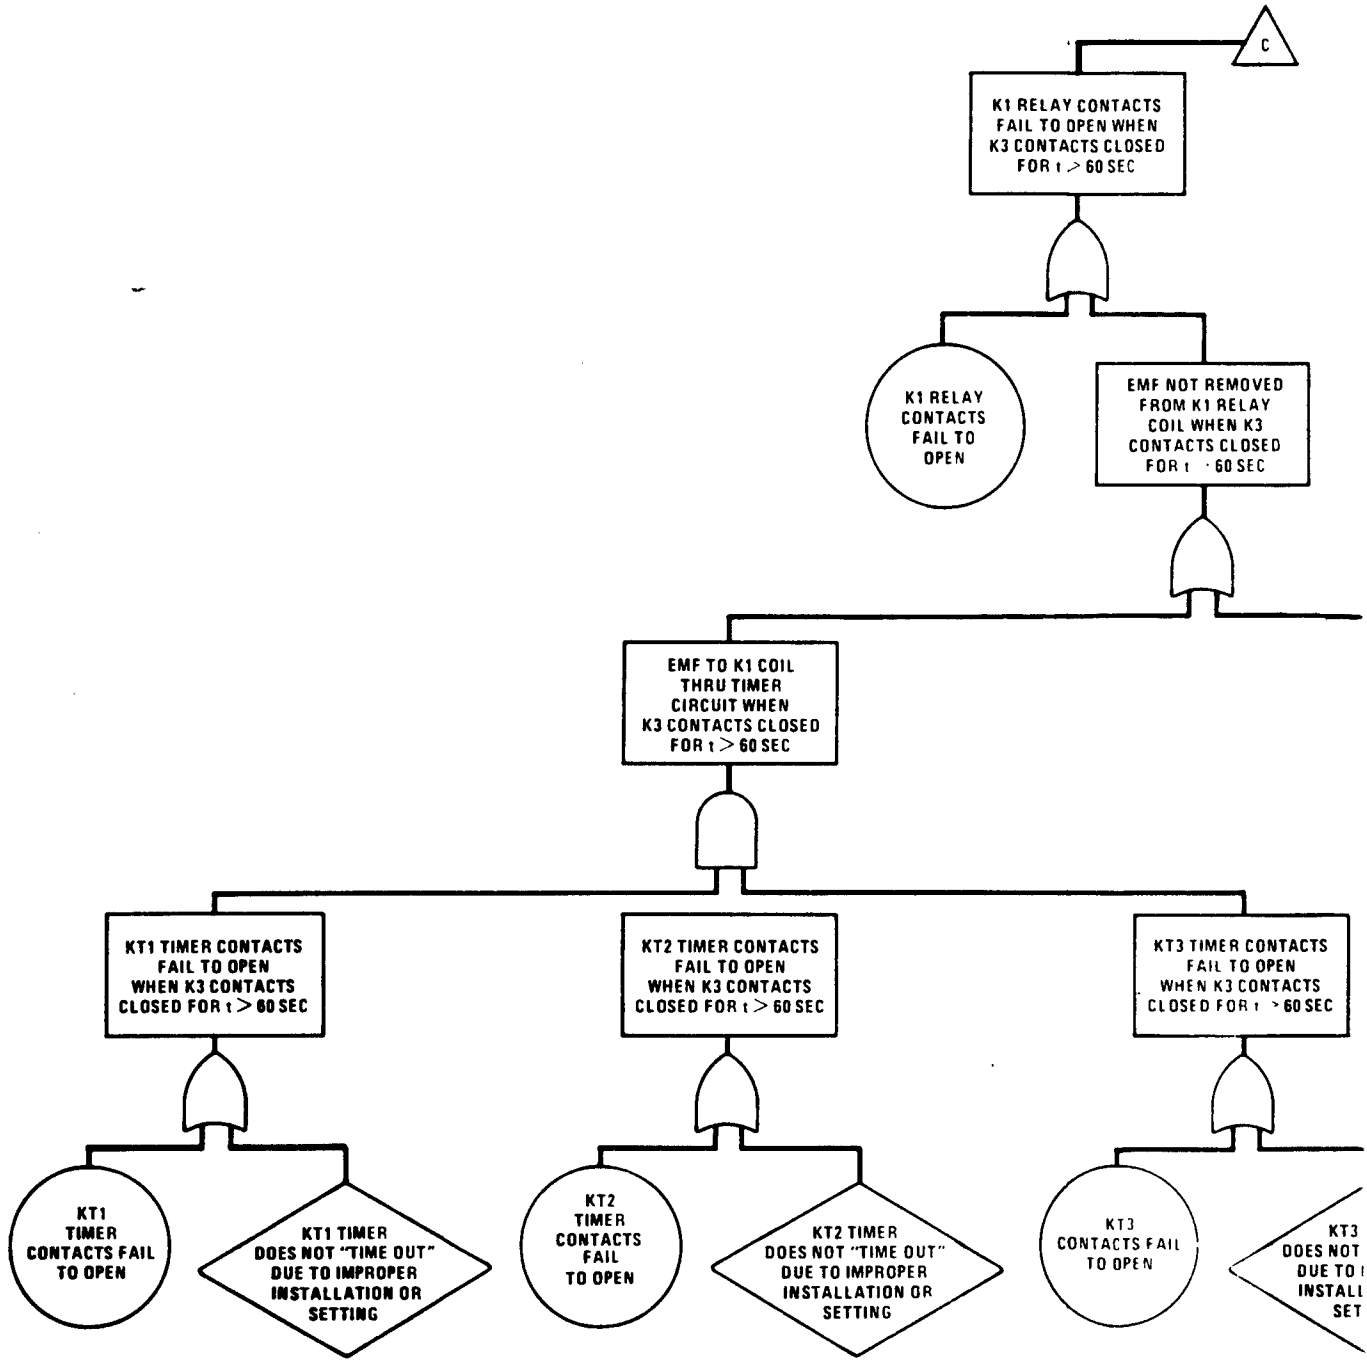 C
K1 RELAY CONTACTS
FAIL TO OPEN WHEN
K3 CONTACTS CLOSED
FOR t > 60 SEC
K1 RELAY
CONTACTS
FAIL TO
OPEN
EMF NOT REMOVED
FROM K1 RELAY
COIL WHEN K3
CONTACTS CLOSED
FOR t 60 SEC
EMF TO K1 COIL
THRU TIMER
CIRCUIT WHEN
K3 CONTACTS CLOSED
FOR t > 60 SEC
KT1 TIMER CONTACTS
FAIL TO OPEN
WHEN K3 CONTACTS
CLOSED FOR t > 60 SEC
KT2 TIMER CONTACTS
FAIL TO OPEN
WHEN K3 CONTACTS
CLOSED FOR t > 60 SEC
KT3 TIMER CONTACTS
FAIL TO OPEN
WHEN K3 CONTACTS
CLOSED FOR t > 60 SEC
KT1
TIMER
CONTACTS FAIL
TO OPEN
KT1 TIMER
DOES NOT "TIME OUT"
DUE TO IMPROPER
INSTALLATION OR
SETTING
KT2
TIMER
CONTACTS
FAIL
TO OPEN
KT2 TIMER
DOES NOT "TIME OUT"
DUE TO IMPROPER
INSTALLATION OR
SETTING
KT3
CONTACTS FAIL
TO OPEN
KT3
DOES NOT
DUE TO
INSTALL
SET